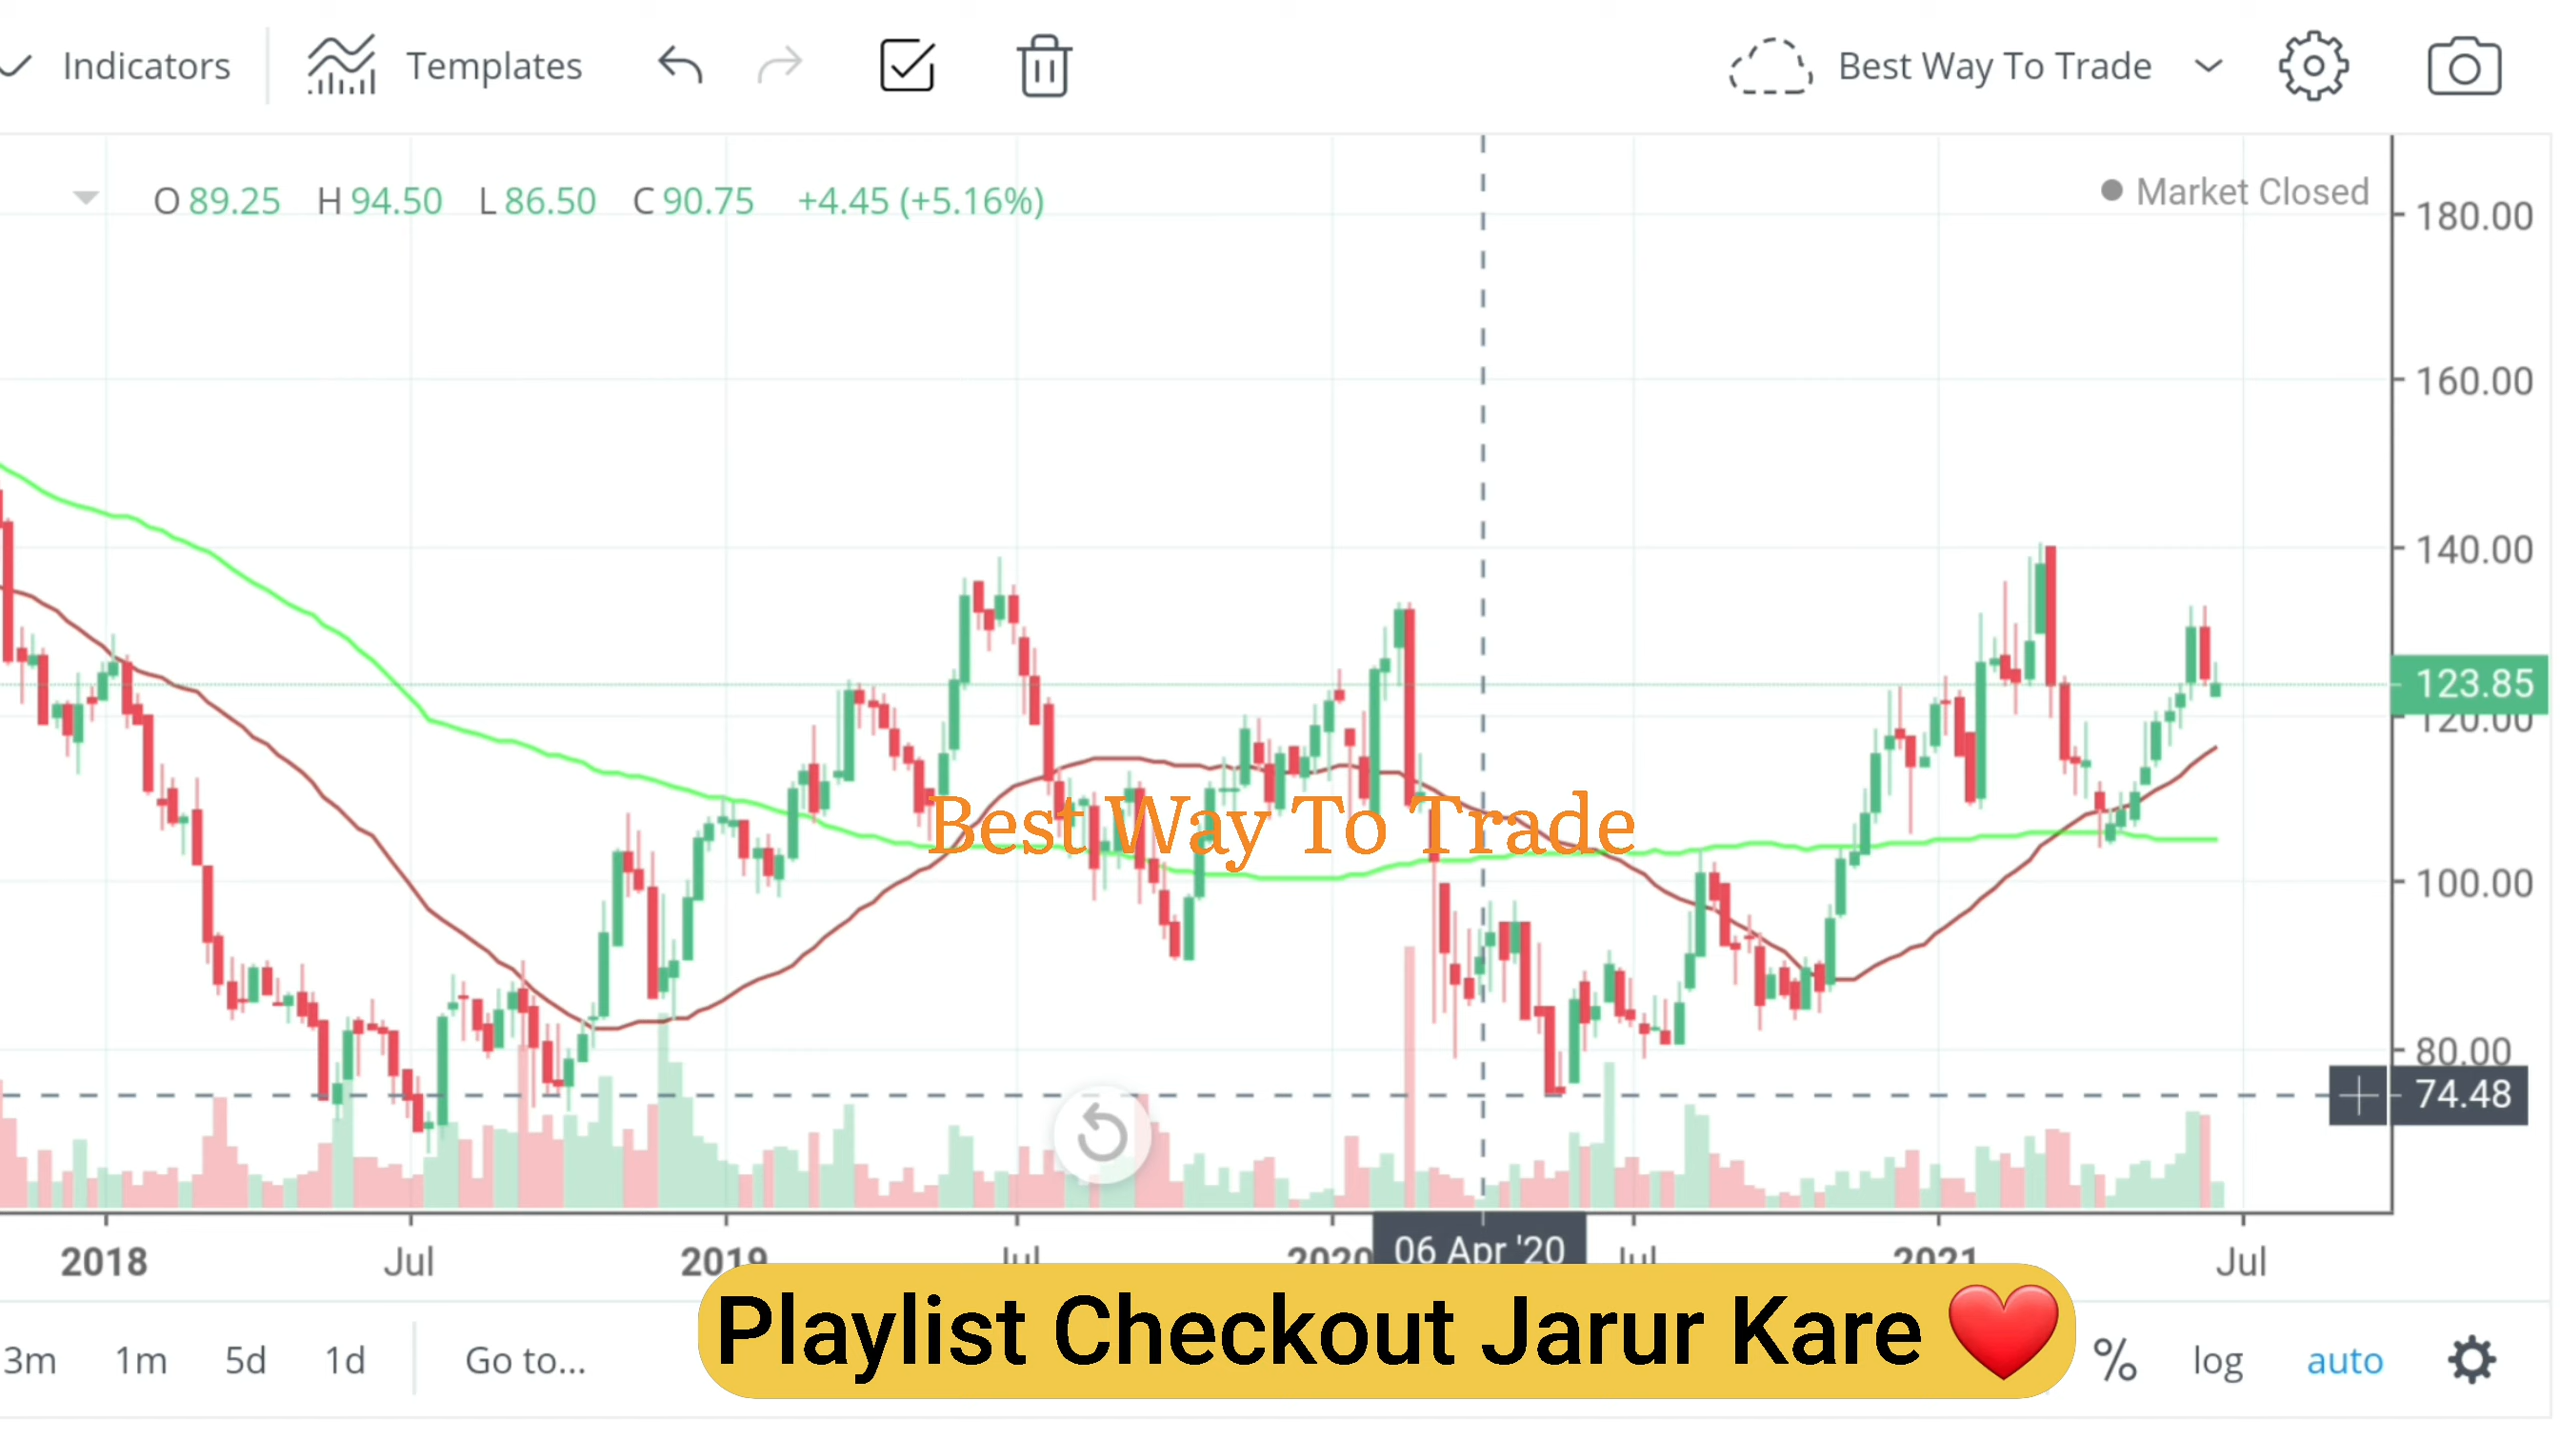 Indicators Templates Best Way To Trade
O 89.25 H 94.50 L 86.50 C 90.75 +4.45 (+5.16%) Market Closed
180.00
160.00
140.00
123.85
120.00
Best Way To Trade
100.00
80.00
74.48
2018 Jul 2019 Jul 2020 06 Apr '20 Jul 2021 Jul
Playlist Checkout Jarur Kare ❤️
3m 1m 5d 1d Go to... % log auto